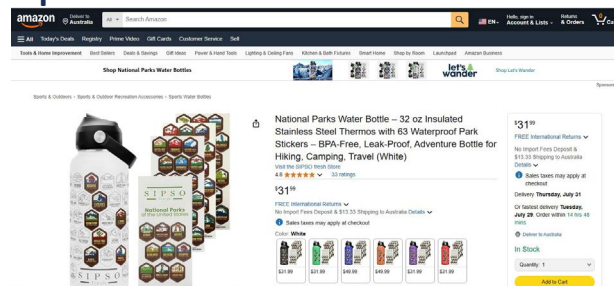 amazon
Deliver to
Australia
All
Search Amazon
EN
Hello, sign in
Account & Lists
Returns
& Orders
0
Ca
All
Today's Deals
Registry
Prime Video
Gift Cards
Customer Service
Sell
Tools & Home Improvement
Best Sellers
Deals & Savings
Gift Ideas
Power & Hand Tools
Lighting & Ceiling Fans
Kitchen & Bath Fixtures
Smart Home
Shop by Room
Launchpad
Amazon Business
Shop National Parks Water Bottles
let's
wander
Shop Let's Wander
Sponsore
Sports & Outdoors › Sports & Outdoor Recreation Accessories › Sports Water Bottles
SIPSO
National Parks
of the United States
SIPSO
National Parks Water Bottle – 32 oz Insulated
Stainless Steel Thermos with 63 Waterproof Park
Stickers – BPA-Free, Leak-Proof, Adventure Bottle for
Hiking, Camping, Travel (White)
Visit the SIPSO fresh Store
4.6
33 ratings
$31.99
FREE International Returns
No Import Fees Deposit & $13.33 Shipping to Australia Details
Sales taxes may apply at checkout
Color: White
$31.99
$31.99
$49.99
$49.99
$31.99
$31.99
$31.99
FREE International Returns
No Import Fees Deposit &
$13.33 Shipping to Australia
Details
Sales taxes may apply at
checkout
Delivery Thursday, July 31
Or fastest delivery Tuesday,
July 29. Order within 14 hrs 48
mins
Deliver to Australia
In Stock
Quantity: 1
Add to Cart